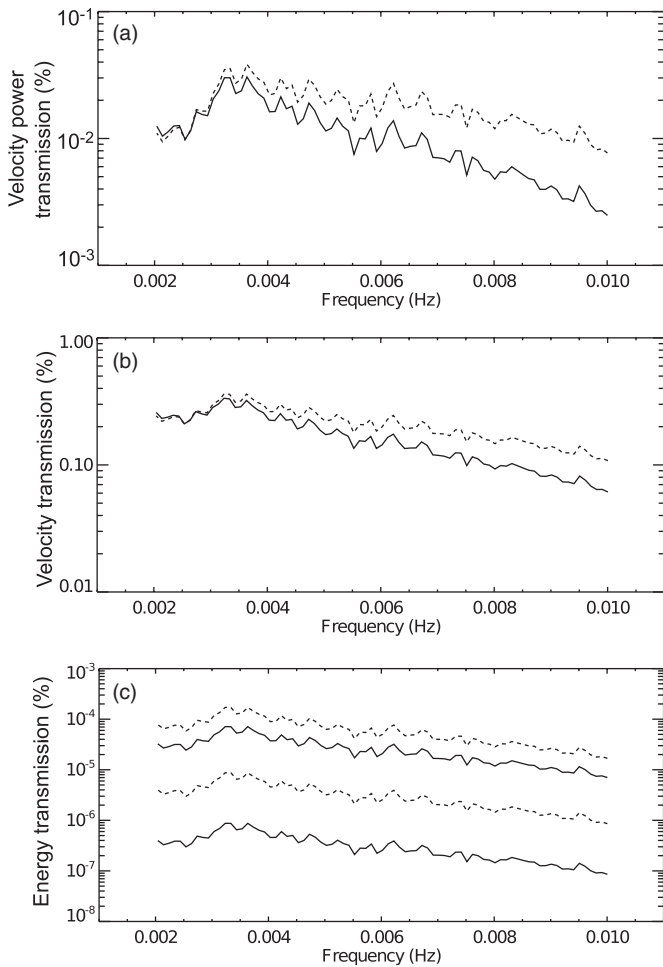 (a)
Velocity power
transmission (%)
10-1
10-2
10-3
0.002 0.004 0.006 0.008 0.010
Frequency (Hz)
(b)
Velocity transmission (%)
1.00
0.10
0.01
0.002 0.004 0.006 0.008 0.010
Frequency (Hz)
(c)
Energy transmission (%)
10-3
10-4
10-5
10-6
10-7
10-8
0.002 0.004 0.006 0.008 0.010
Frequency (Hz)